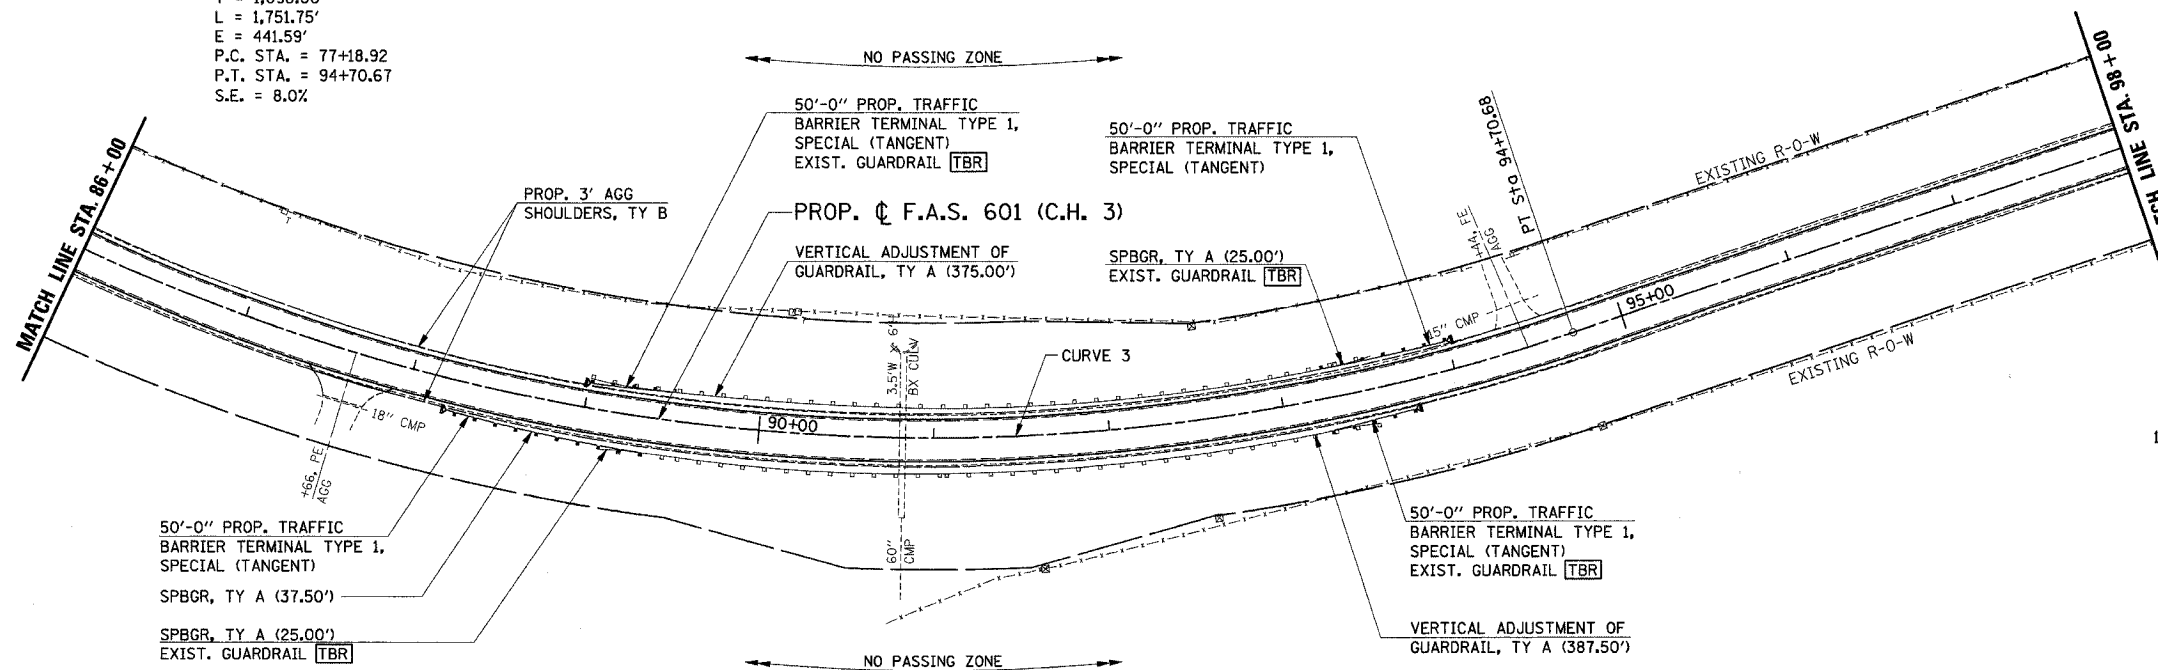 L = 1,751.75'
E = 441.59'
P.C. STA. = 77+18.92
P.T. STA. = 94+70.67
S.E. = 8.0%
NO PASSING ZONE
MATCH LINE STA. 86+00
PROP. 3' AGG
SHOULDERS, TY B
50'-0" PROP. TRAFFIC
BARRIER TERMINAL TYPE 1,
SPECIAL (TANGENT)
EXIST. GUARDRAIL TBR
PROP. ℄ F.A.S. 601 (C.H. 3)
VERTICAL ADJUSTMENT OF
GUARDRAIL, TY A (375.00')
50'-0" PROP. TRAFFIC
BARRIER TERMINAL TYPE 1,
SPECIAL (TANGENT)
SPBGR, TY A (25.00')
EXIST. GUARDRAIL TBR
+44, FE
AGG
PT Sta 94+70.68
EXISTING R-O-W
LINE STA. 98+00
15" CMP
95+00
EXISTING R-O-W
CURVE 3
3.5'W x 6'
BX CULV
90+00
18" CMP
+66, PE
AGG
60"
CMP
50'-0" PROP. TRAFFIC
BARRIER TERMINAL TYPE 1,
SPECIAL (TANGENT)
SPBGR, TY A (37.50')
SPBGR, TY A (25.00')
EXIST. GUARDRAIL TBR
50'-0" PROP. TRAFFIC
BARRIER TERMINAL TYPE 1,
SPECIAL (TANGENT)
EXIST. GUARDRAIL TBR
VERTICAL ADJUSTMENT OF
GUARDRAIL, TY A (387.50')
NO PASSING ZONE
1